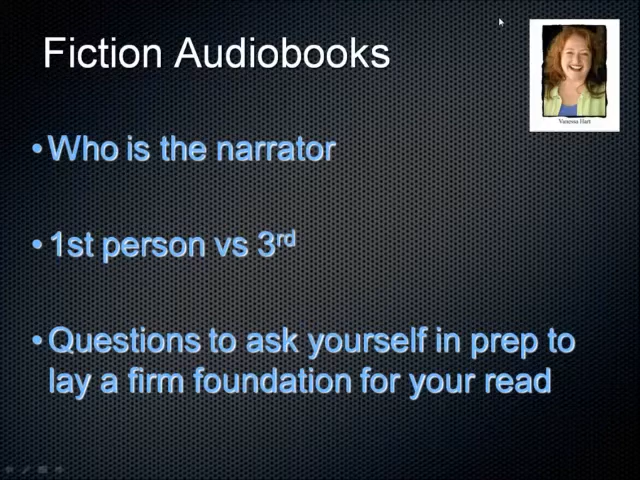 Fiction Audiobooks
Vanessa Hart
•Who is the narrator
•1st person vs 3rd
•Questions to ask yourself in prep to
lay a firm foundation for your read